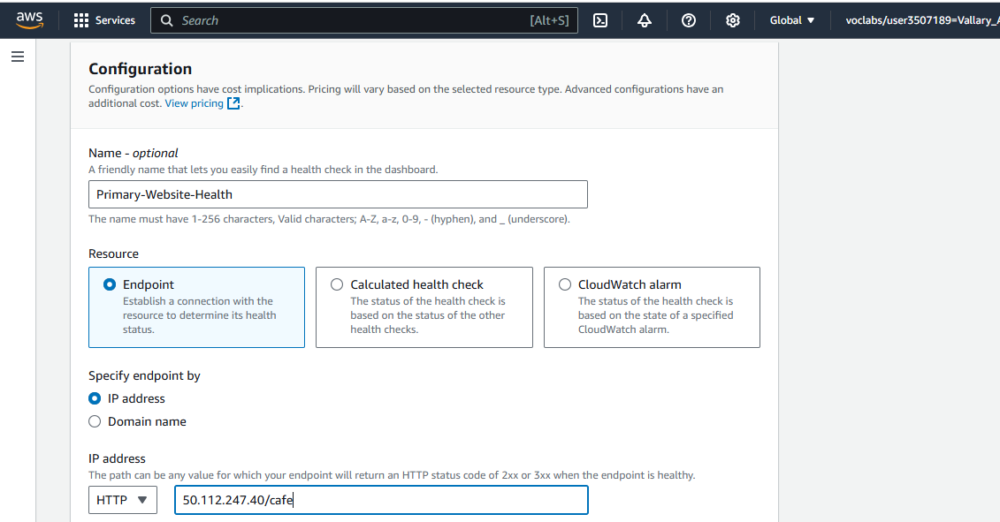 aws Services Search [Alt+S] Global voclabs/user3507189=Vallary_
Configuration
Configuration options have cost implications. Pricing will vary based on the selected resource type. Advanced configurations have an
additional cost. View pricing .
Name - optional
A friendly name that lets you easily find a health check in the dashboard.
Primary-Website-Health
The name must have 1-256 characters, Valid characters; A-Z, a-z, 0-9, - (hyphen), and _ (underscore).
Resource
Endpoint
Establish a connection with the
resource to determine its health
status.
Calculated health check
The status of the health check is
based on the status of the other
health checks.
CloudWatch alarm
The status of the health check is
based on the state of a specified
CloudWatch alarm.
Specify endpoint by
IP address
Domain name
IP address
The path can be any value for which your endpoint will return an HTTP status code of 2xx or 3xx when the endpoint is healthy.
HTTP 50.112.247.40/cafe